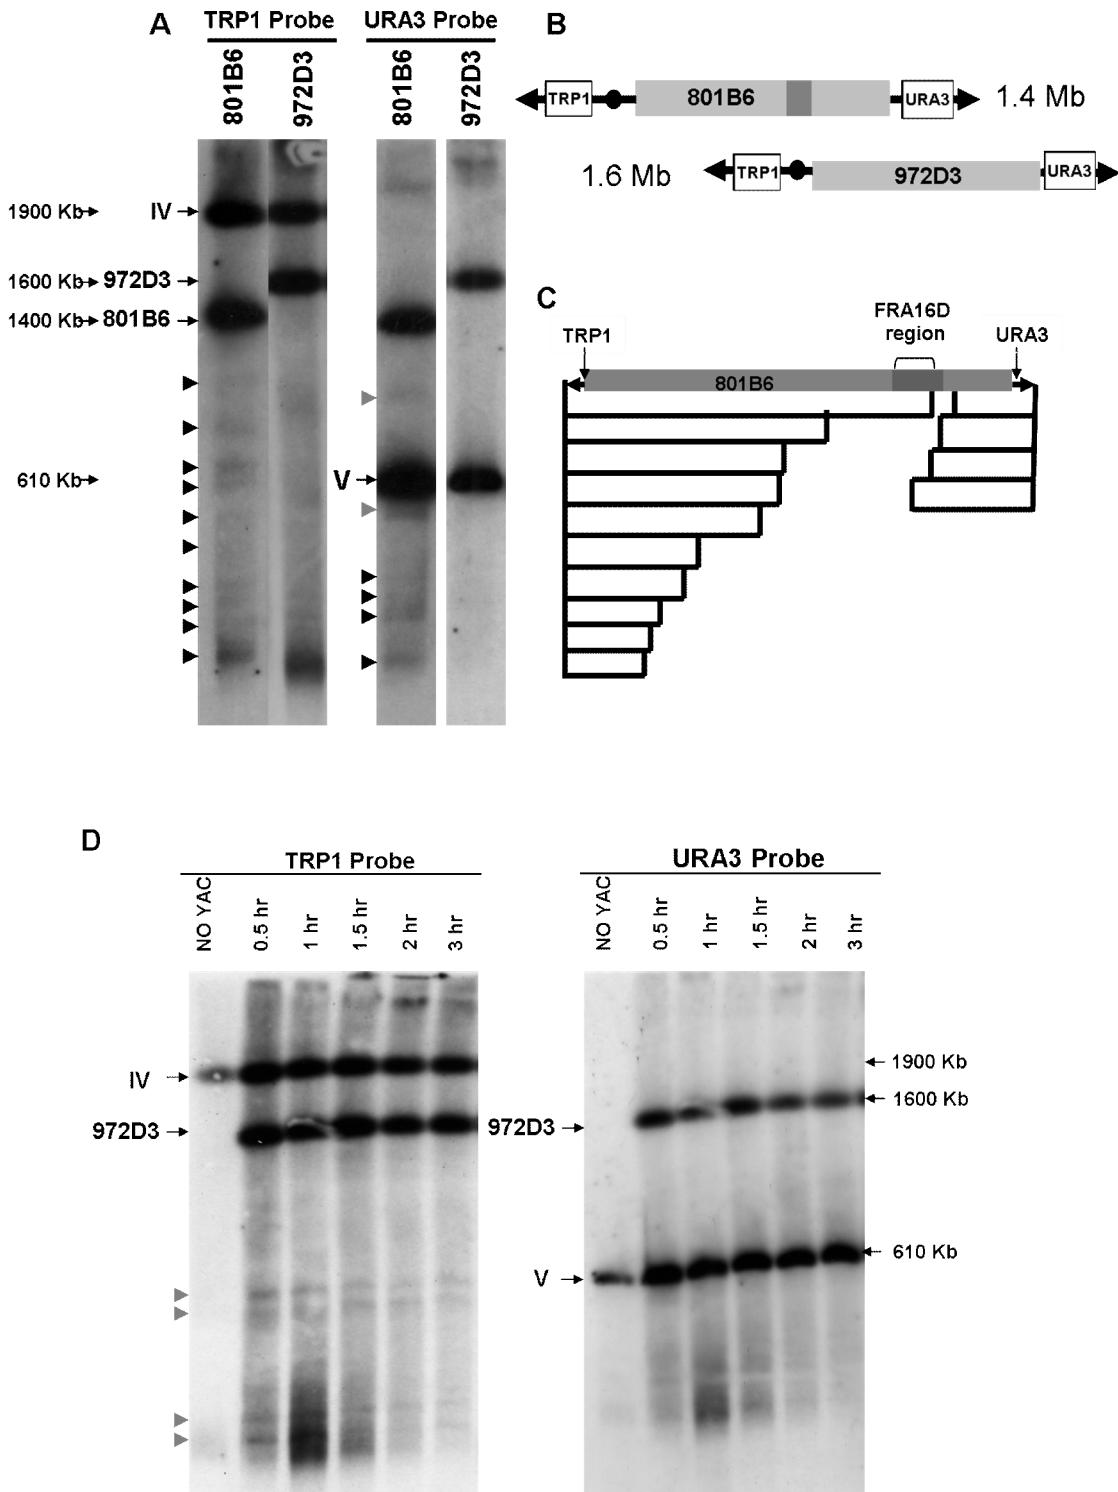 A
TRP1 Probe
URA3 Probe
801B6
972D3
801B6
972D3
1900 Kb
IV
1600 Kb
972D3
1400 Kb
801B6
610 Kb
V
B
TRP1
801B6
URA3
1.4 Mb
1.6 Mb
TRP1
972D3
URA3
C
FRA16D
region
TRP1
URA3
801B6
D
TRP1 Probe
NO YAC
0.5 hr
1 hr
1.5 hr
2 hr
3 hr
IV
972D3
URA3 Probe
NO YAC
0.5 hr
1 hr
1.5 hr
2 hr
3 hr
1900 Kb
1600 Kb
972D3
610 Kb
V